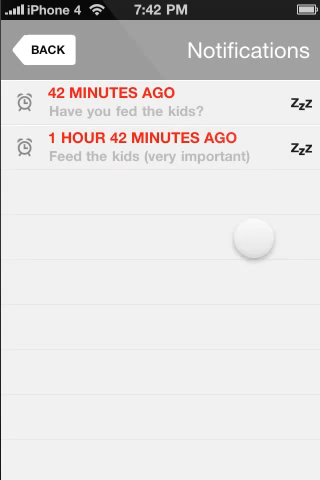 iPhone 4 7:42 PM
BACK
Notifications
42 MINUTES AGO
Have you fed the kids?
zzz
1 HOUR 42 MINUTES AGO
Feed the kids (very important)
zzz